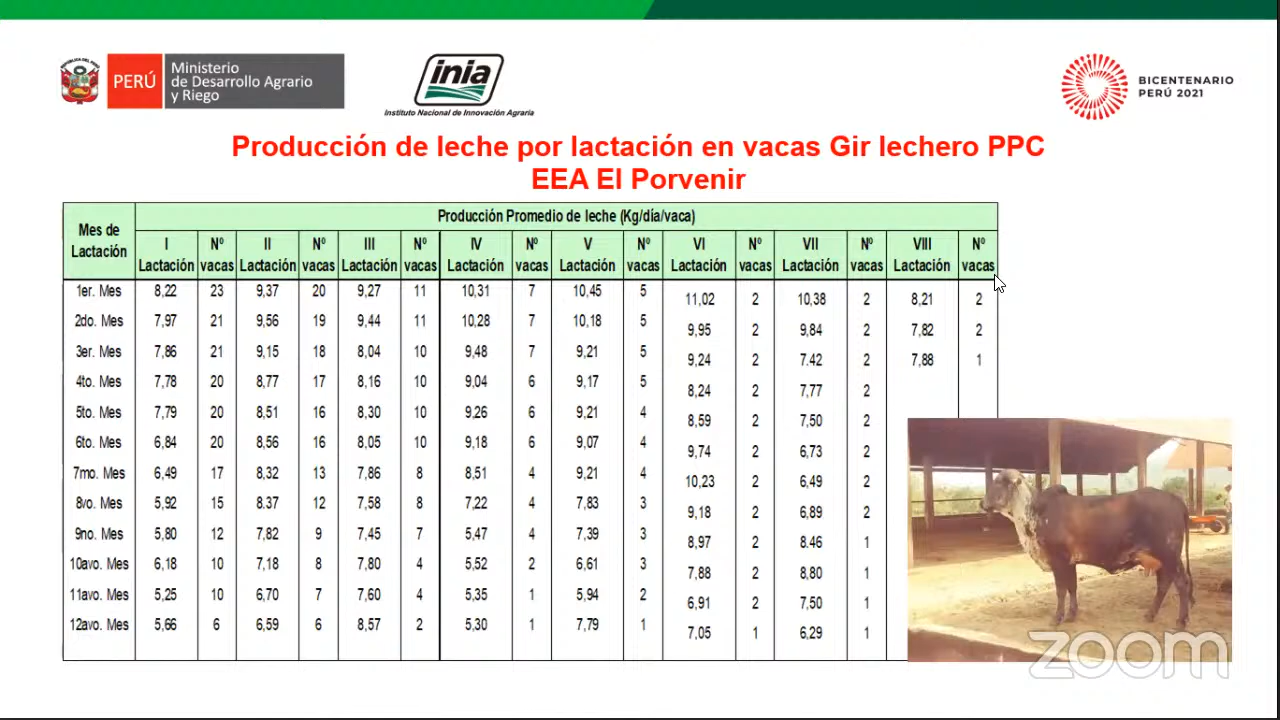 PERÚ
Ministerio
de Desarrollo Agrario
y Riego
inia
Instituto Nacional de Innovación Agraria
BICENTENARIO
PERÚ 2021
Producción de leche por lactación en vacas Gir lechero PPC
EEA El Porvenir
Mes de Lactación
Producción Promedio de leche (Kg/día/vaca)
I Lactación Nº vacas II Lactación Nº vacas III Lactación Nº vacas IV Lactación Nº vacas V Lactación Nº vacas VI Lactación Nº vacas VII Lactación Nº vacas VIII Lactación Nº vacas
1er. Mes 8,22 23 9,37 20 9,27 11 10,31 7 10,45 5 11,02 2 10,38 2 8,21 2
2do. Mes 7,97 21 9,56 19 9,44 11 10,28 7 10,18 5 9,95 2 9,84 2 7,82 2
3er. Mes 7,86 21 9,15 18 8,04 10 9,48 7 9,21 5 9,24 2 7.42 2 7,88 1
4to. Mes 7,78 20 8,77 17 8,16 10 9,04 6 9,17 5 8,24 2 7,77 2
5to. Mes 7,79 20 8,51 16 8,30 10 9,26 6 9,21 4 8,59 2 7,50 2
6to. Mes 6,84 20 8,56 16 8,05 10 9,18 6 9,07 4 9,74 2 6,73 2
7mo. Mes 6,49 17 8,32 13 7,86 8 8,51 4 9,21 4 10,23 2 6,49 2
8/o. Mes 5,92 15 8.37 12 7,58 8 7,22 4 7,83 3 9,18 2 6,89 2
9no. Mes 5,80 12 7,82 9 7,45 7 5,47 4 7,39 3 8,97 2 8.46 1
10avo. Mes 6,18 10 7,18 8 7,80 4 5,52 2 6,61 3 7,88 2 8,80 1
11avo. Mes 5,25 10 6,70 7 7,60 4 5,35 1 5,94 2 6,91 2 7,50 1
12avo. Mes 5,66 6 6,59 6 8,57 2 5,30 1 7,79 1 7,05 1 6,29 1
zoom